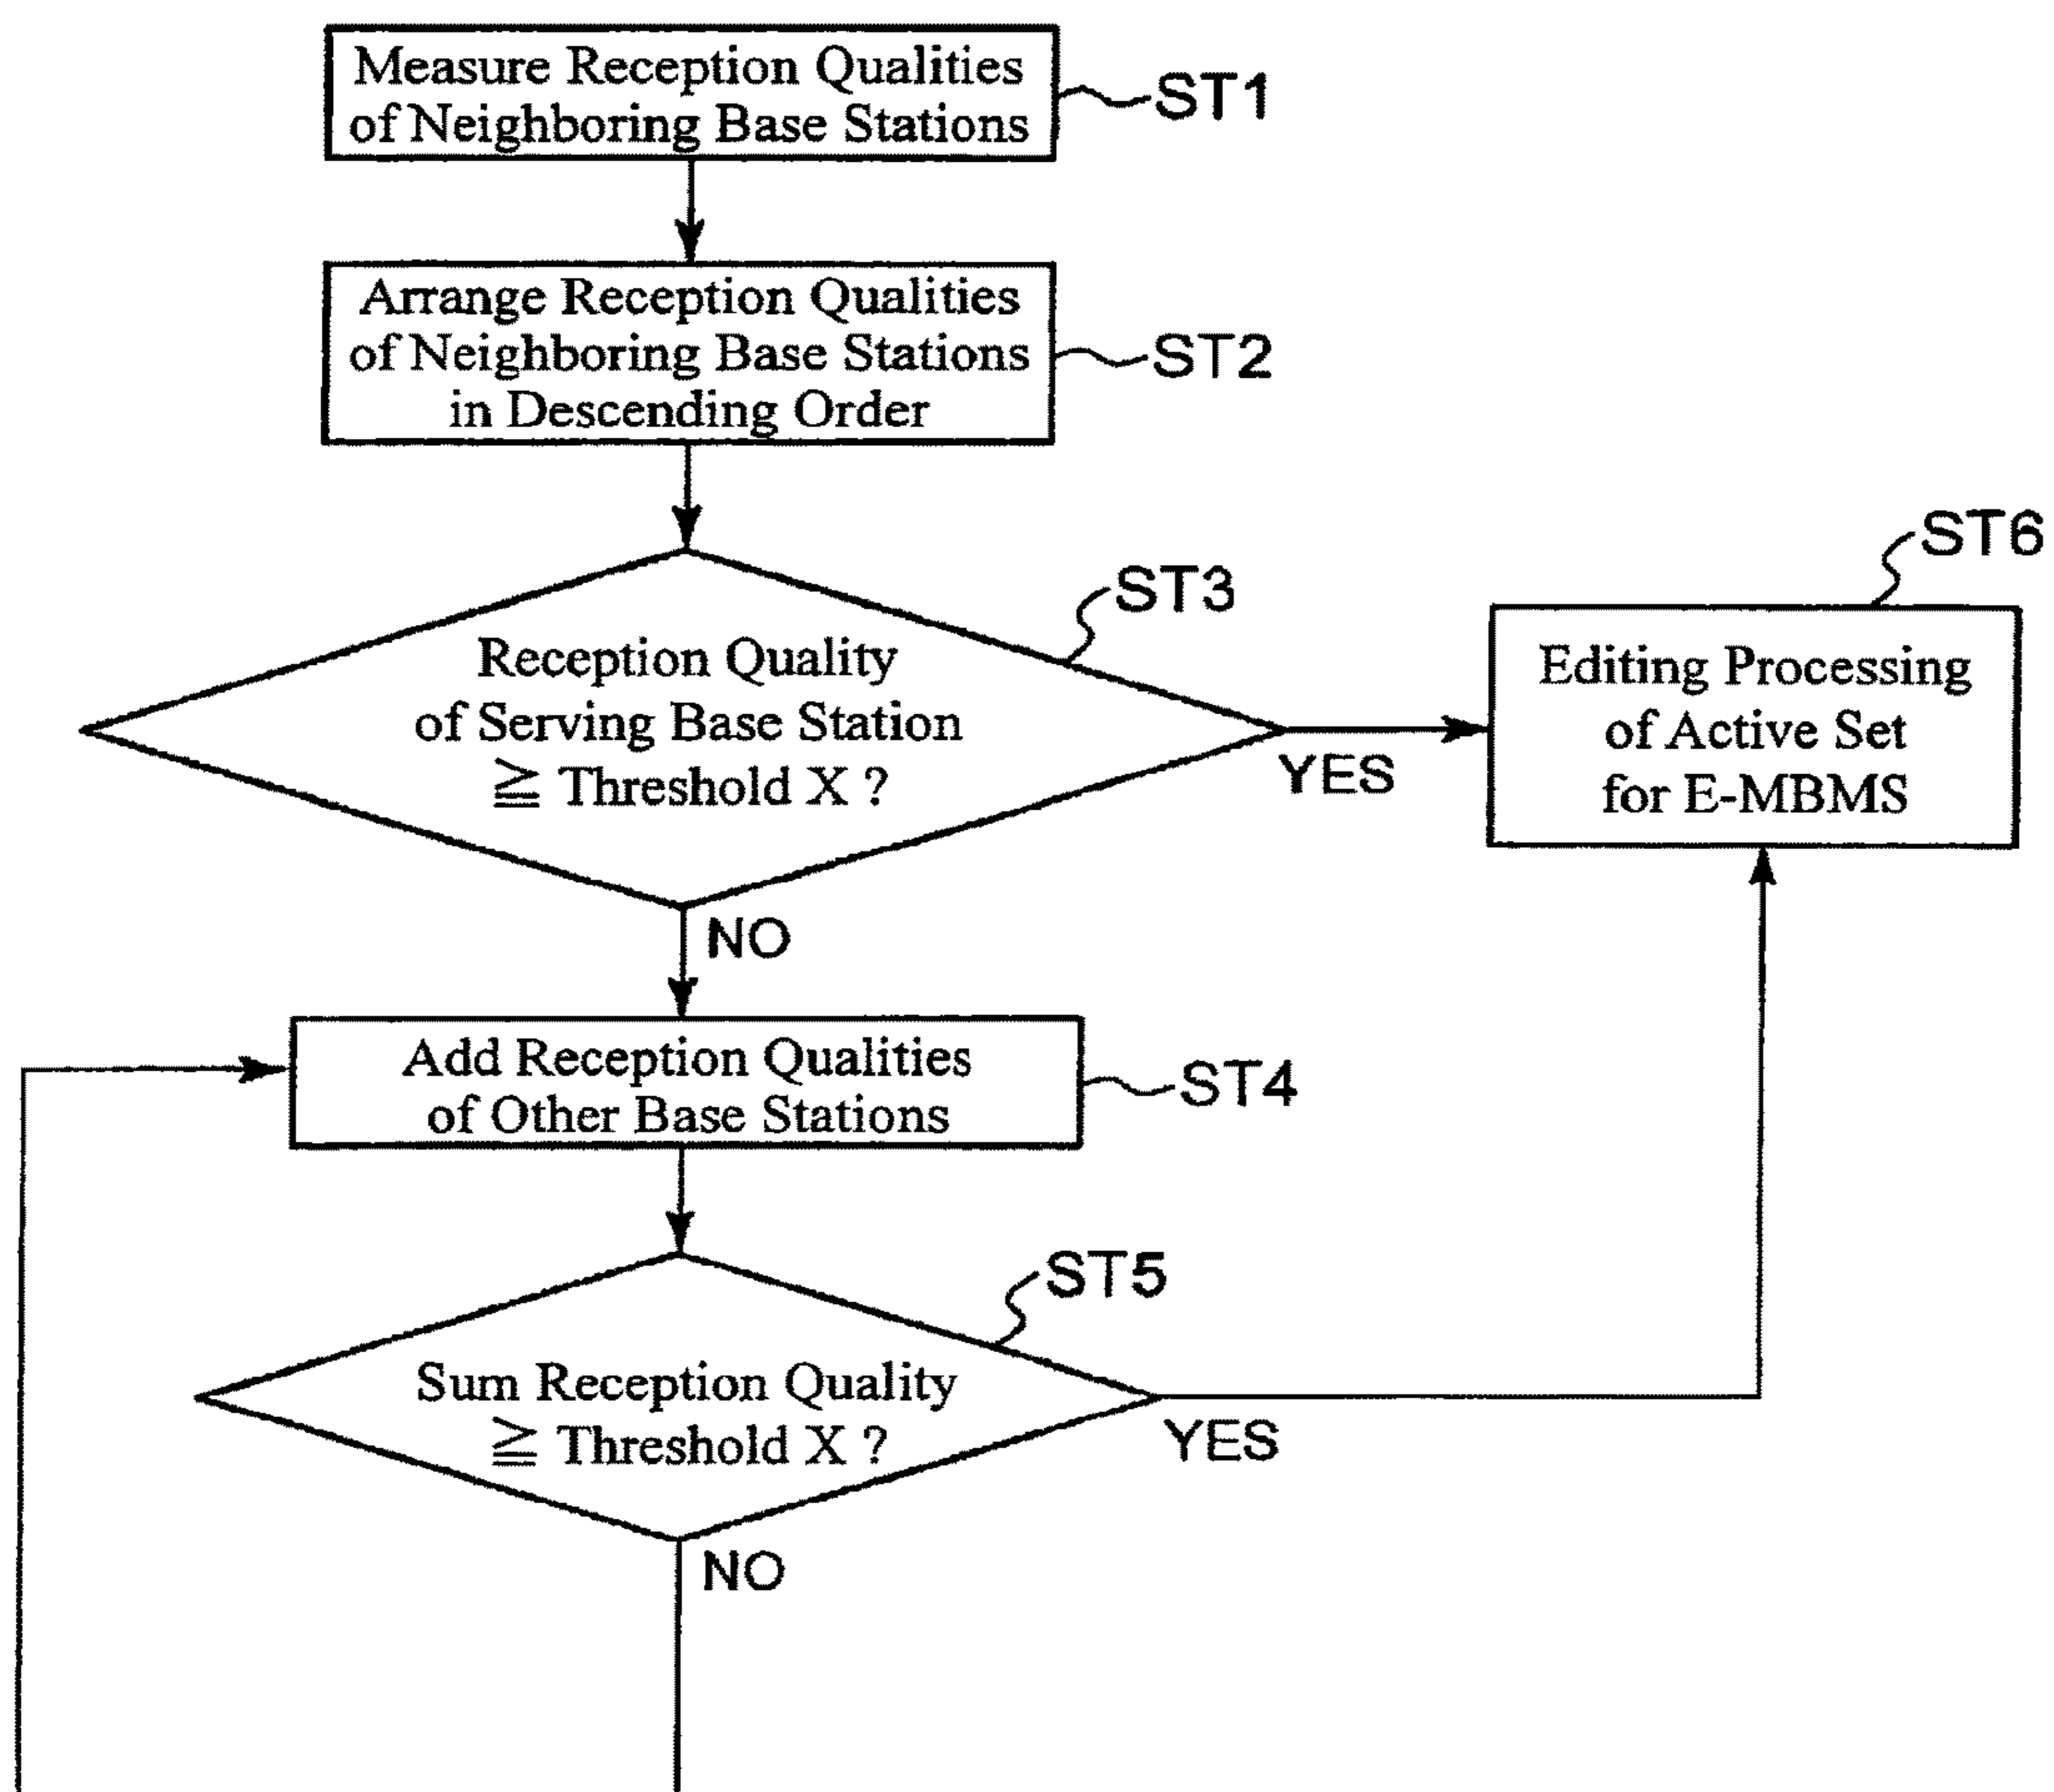 Measure Reception Qualities
of Neighboring Base Stations
ST1
Arrange Reception Qualities
of Neighboring Base Stations
in Descending Order
ST2
Reception Quality
of Serving Base Station
≧ Threshold X ?
ST3
YES
NO
Editing Processing
of Active Set
for E-MBMS
ST6
Add Reception Qualities
of Other Base Stations
ST4
Sum Reception Quality
≧ Threshold X ?
ST5
YES
NO